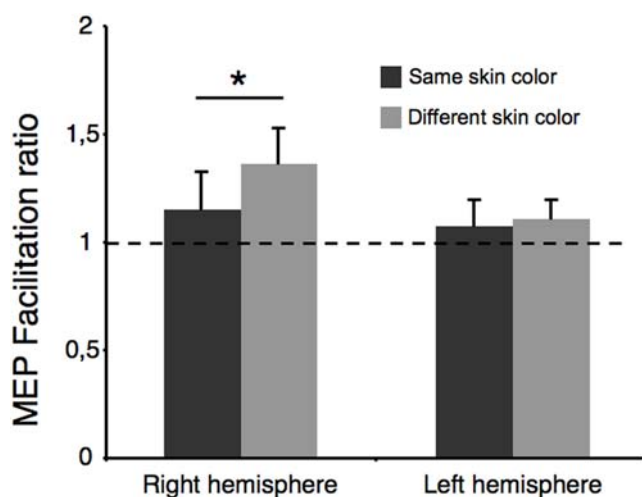 2
*
Same skin color
Different skin color
1,5
1
0,5
0
MEP Facilitation ratio
Right hemisphere
Left hemisphere